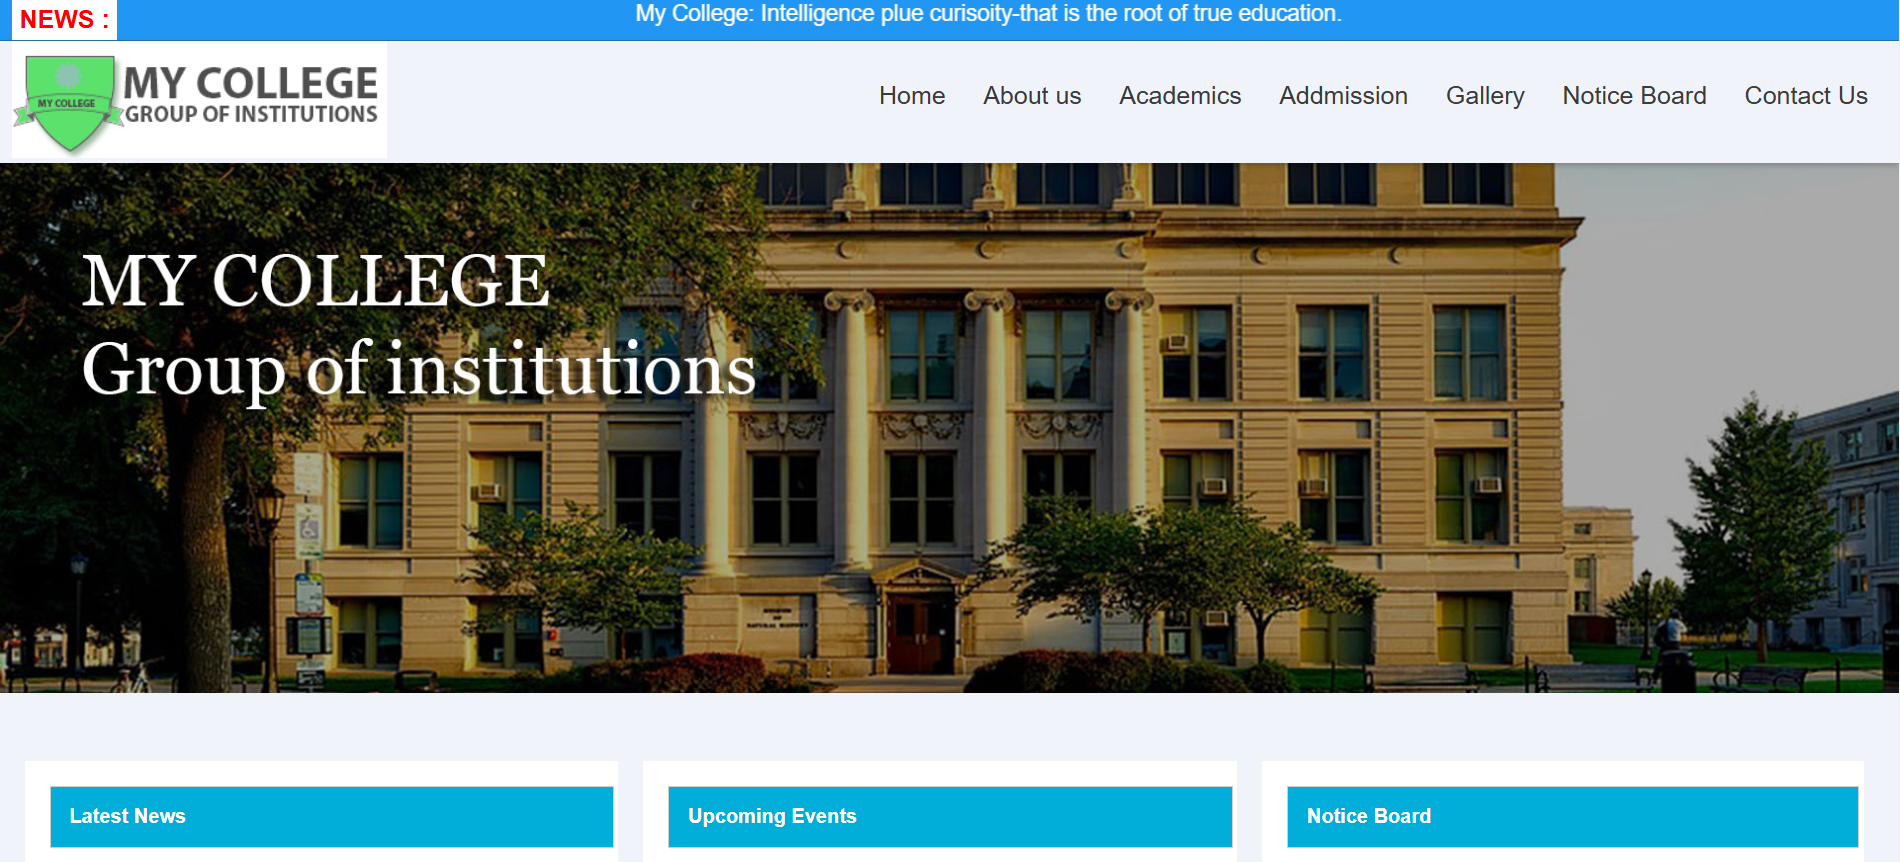 NEWS :
My College: Intelligence plue curisoity-that is the root of true education.
MY COLLEGE
MY COLLEGE
GROUP OF INSTITUTIONS
Home
About us
Academics
Addmission
Gallery
Notice Board
Contact Us
MY COLLEGE
Group of institutions
Latest News
Upcoming Events
Notice Board